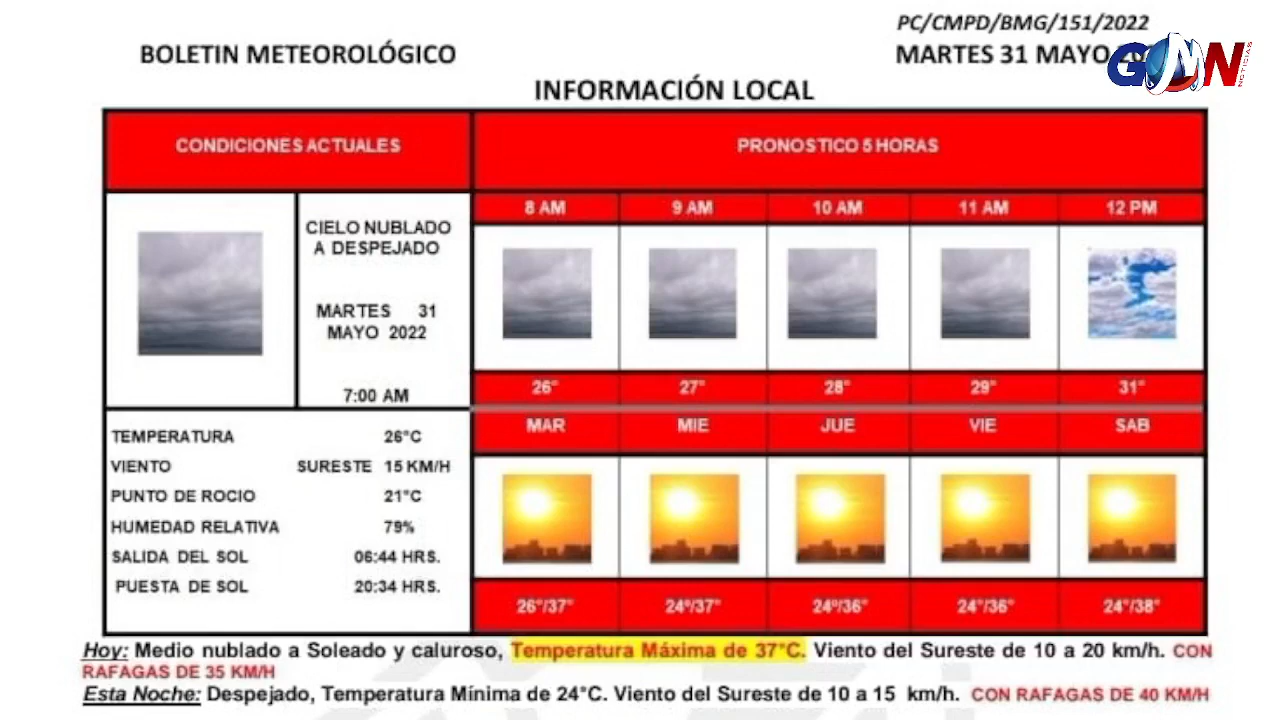 PC/CMPD/BMG/151/2022
BOLETIN METEOROLÓGICO
MARTES 31 MAYO
GMN
NOTICIAS
INFORMACIÓN LOCAL
CONDICIONES ACTUALES
PRONOSTICO 5 HORAS
8 AM 9 AM 10 AM 11 AM 12 PM
CIELO NUBLADO
A DESPEJADO
MARTES 31
MAYO 2022
7:00 AM
26° 27° 28° 29° 31°
MAR MIE JUE VIE SAB
TEMPERATURA 26°C
VIENTO SURESTE 15 KM/H
PUNTO DE ROCIO 21°C
HUMEDAD RELATIVA 79%
SALIDA DEL SOL 06:44 HRS.
PUESTA DE SOL 20:34 HRS.
26°/37° 24º/37° 24º/36° 24°/36° 24°/38°
Hoy: Medio nublado a Soleado y caluroso, Temperatura Máxima de 37°C. Viento del Sureste de 10 a 20 km/h. CON
RAFAGAS DE 35 KM/H
Esta Noche: Despejado, Temperatura Mínima de 24°C. Viento del Sureste de 10 a 15 km/h. CON RAFAGAS DE 40 KM/H